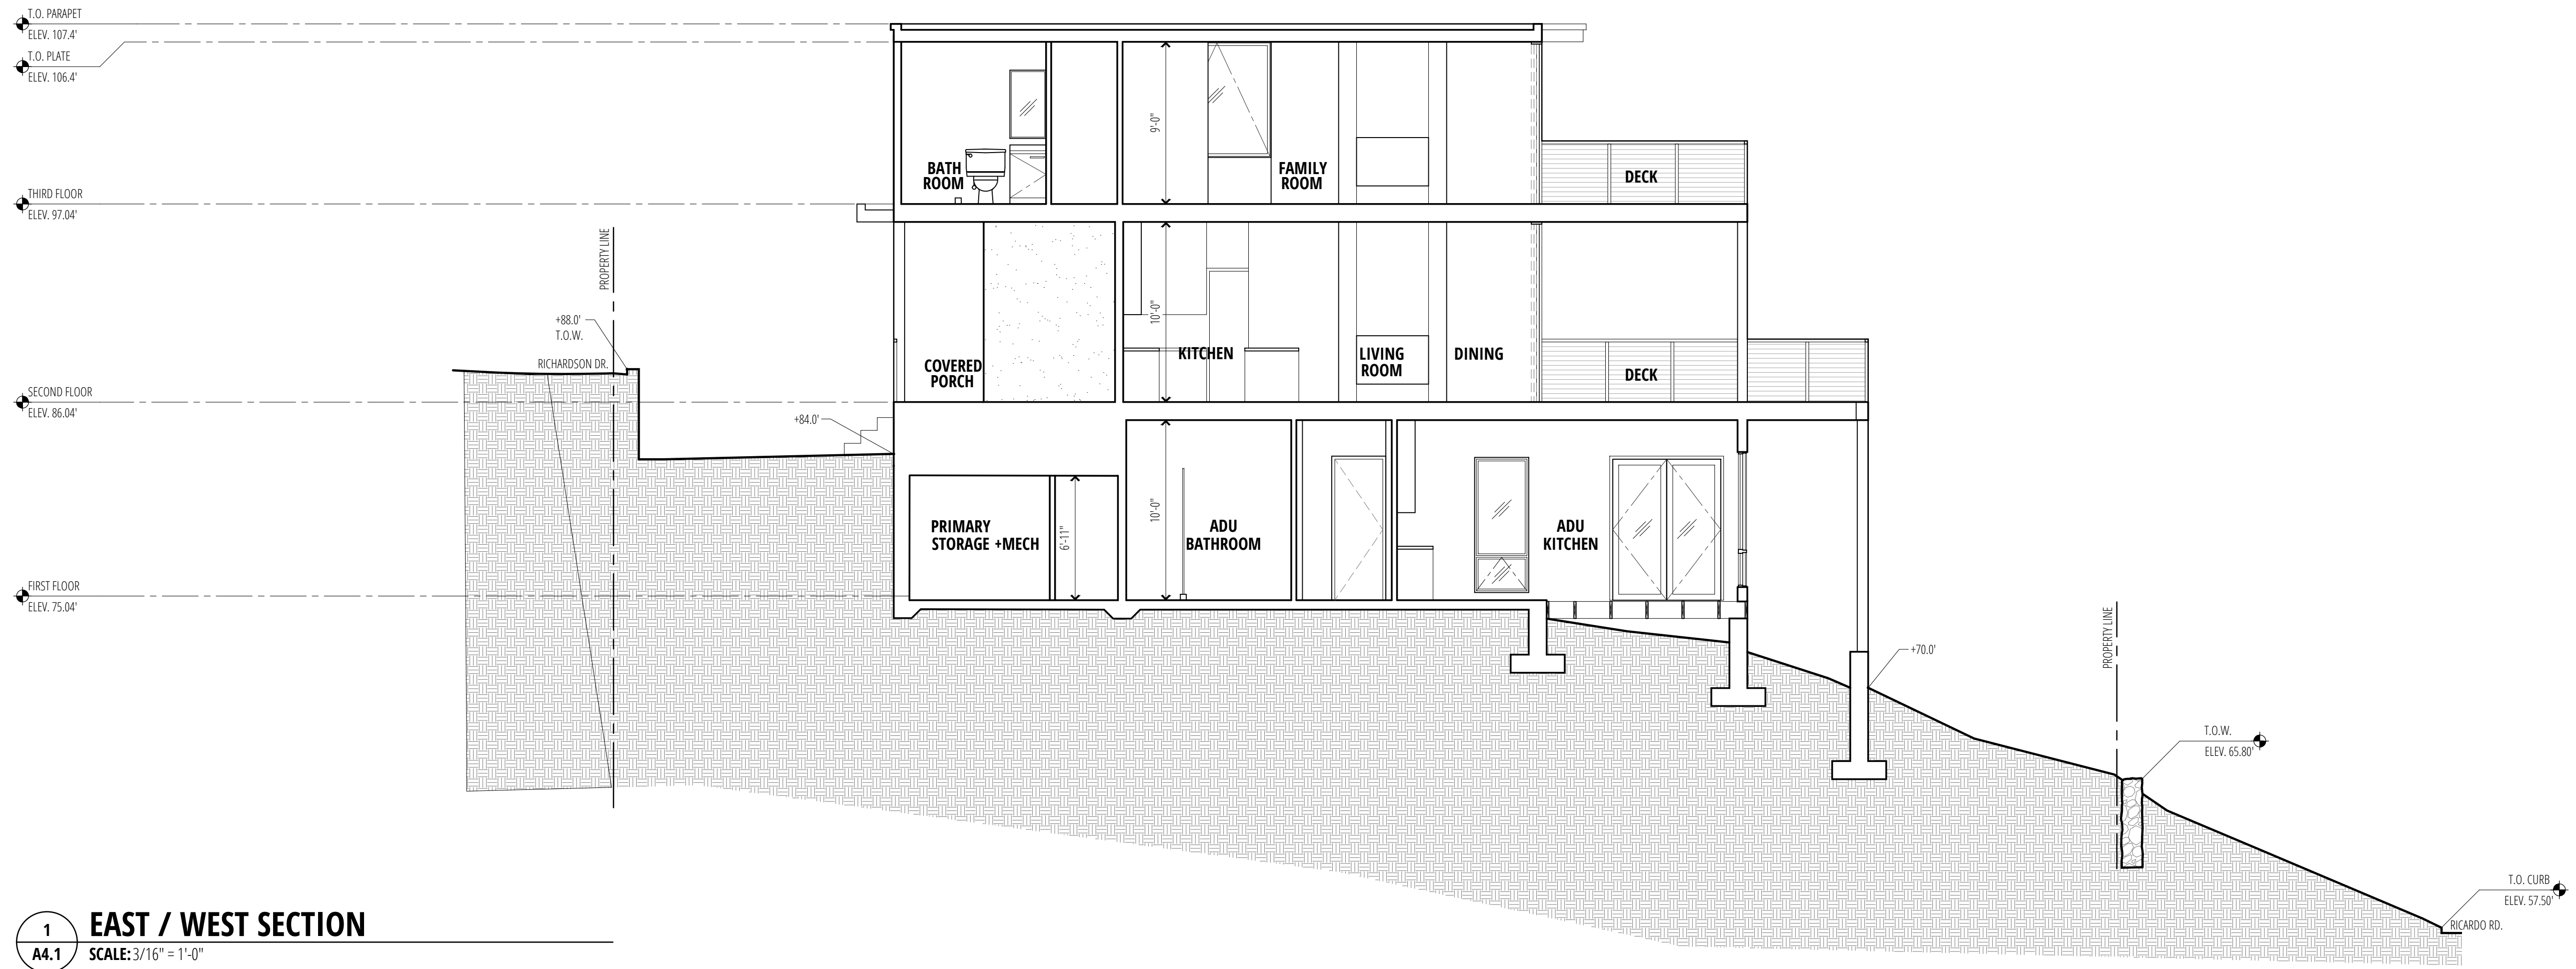 T.O. PARAPET
ELEV. 107.4'
T.O. PLATE
ELEV. 106.4'
9'-0"
BATH
ROOM
FAMILY
ROOM
DECK
THIRD FLOOR
ELEV. 97.04'
PROPERTY LINE
+88.0'
T.O.W.
RICHARDSON DR.
10'-0"
COVERED
PORCH
KITCHEN
LIVING
ROOM
DINING
DECK
SECOND FLOOR
ELEV. 86.04'
+84.0'
PRIMARY
STORAGE +MECH
6'-11"
10'-0"
ADU
BATHROOM
ADU
KITCHEN
FIRST FLOOR
ELEV. 75.04'
+70.0'
PROPERTY LINE
T.O.W.
ELEV. 65.80'
T.O. CURB
ELEV. 57.50'
RICARDO RD.
1
A4.1
EAST / WEST SECTION
SCALE: 3/16" = 1'-0"